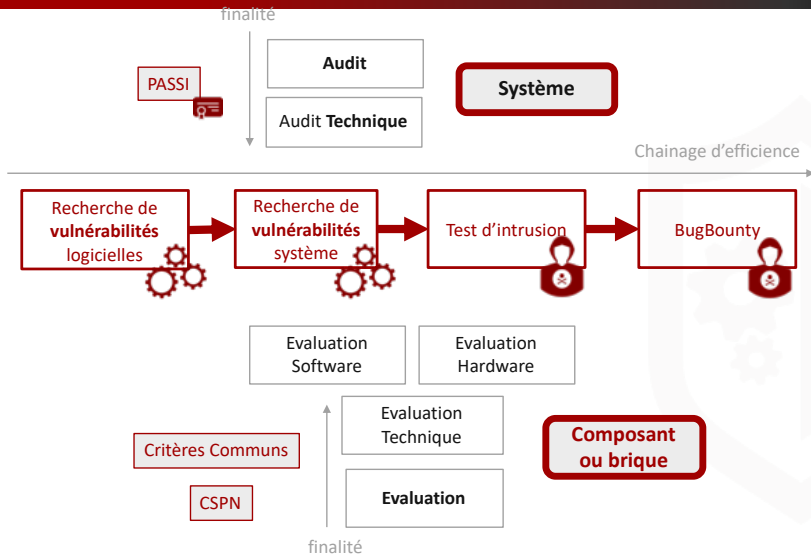 finalité
Audit
PASSI
Système
Audit Technique
Chainage d’efficience
Recherche de
vulnérabilités
logicielles
Recherche de
vulnérabilités
système
Test d’intrusion
BugBounty
Evaluation
Software
Evaluation
Hardware
Evaluation
Technique
Critères Communs
Composant
ou brique
CSPN
Evaluation
finalité